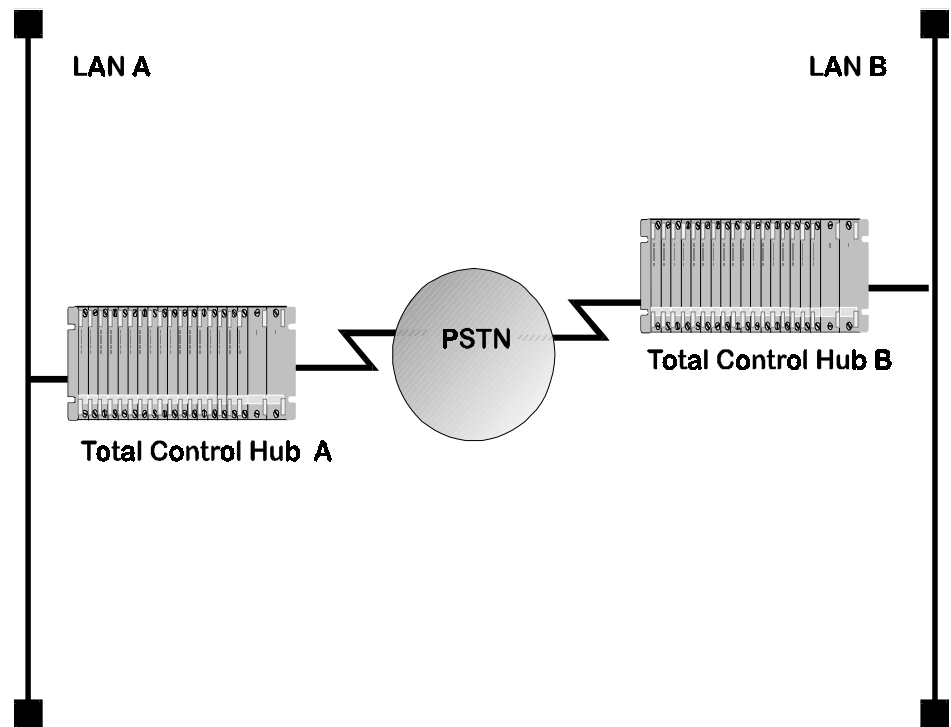 LAN A
LAN B
PSTN
Total Control Hub B
Total Control Hub A